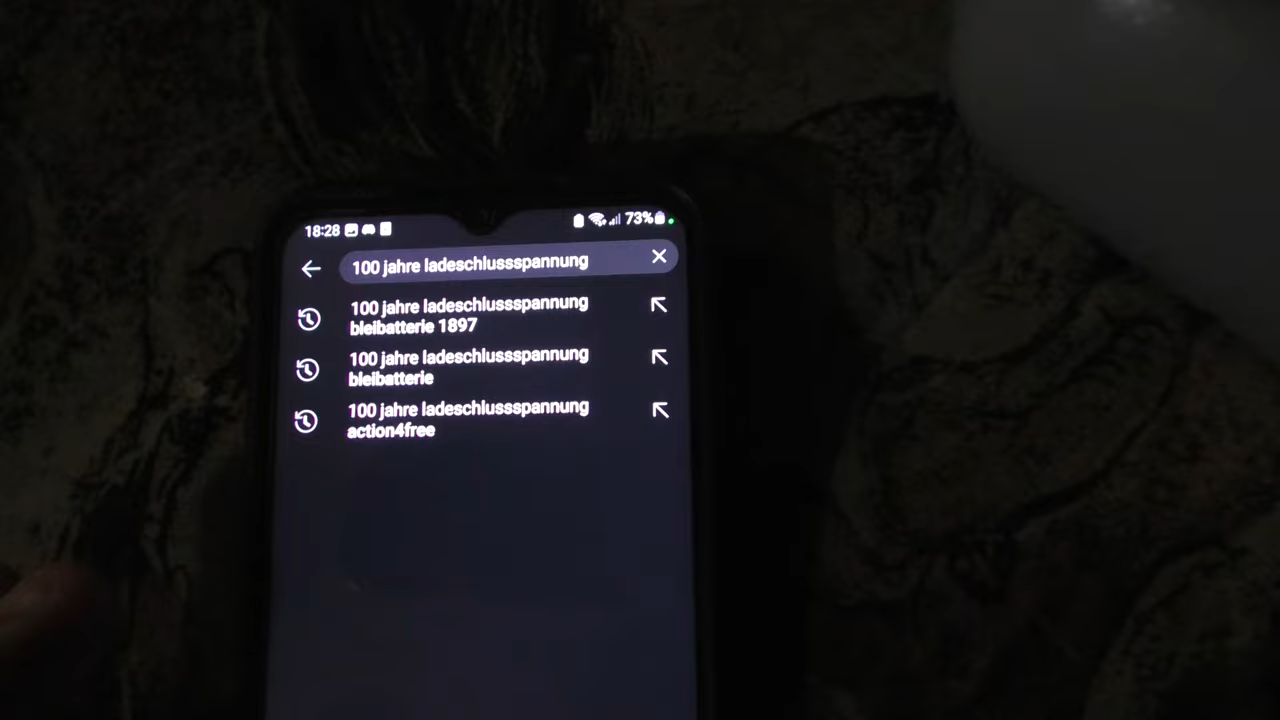 18:28 73%
100 jahre ladeschlussspannung
100 jahre ladeschlussspannung
bleibatterie 1897
100 jahre ladeschlussspannung
bleibatterie
100 jahre ladeschlussspannung
action4free